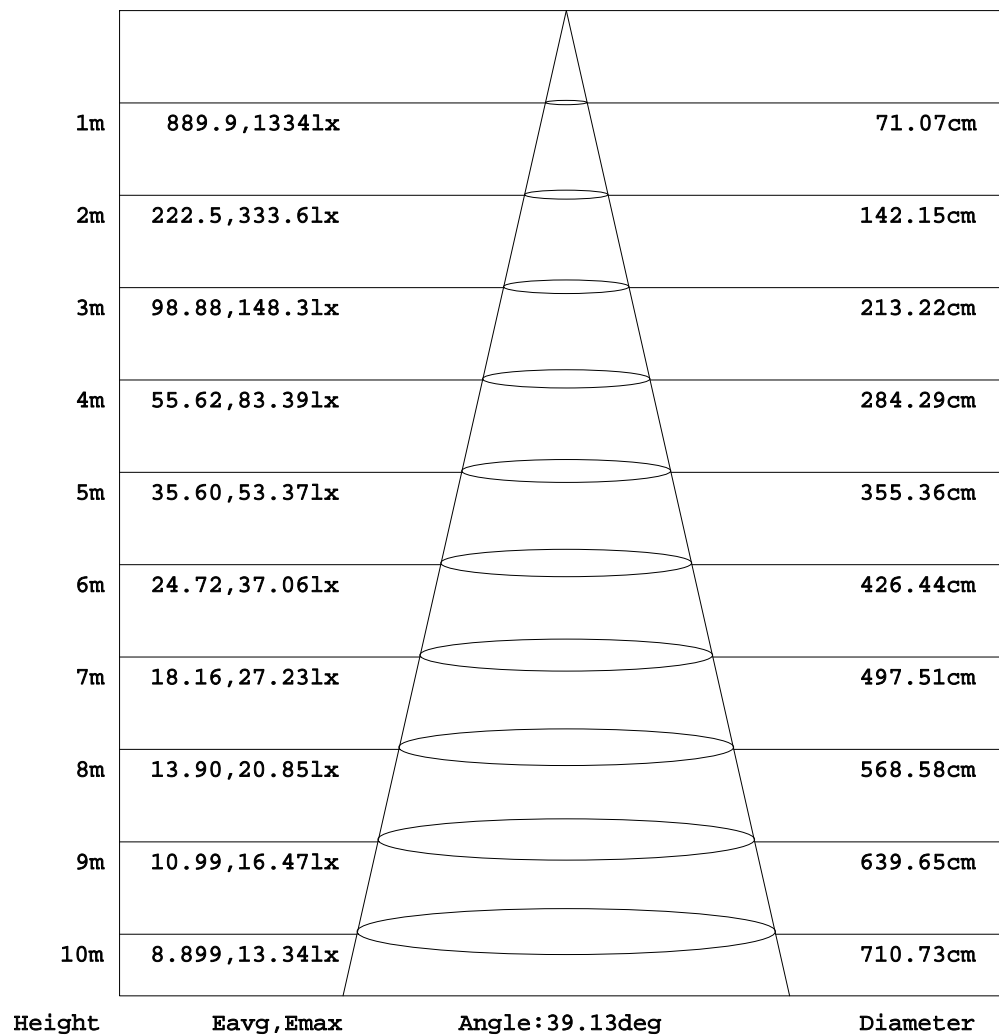 1m 889.9,1334lx 71.07cm
2m 222.5,333.6lx 142.15cm
3m 98.88,148.3lx 213.22cm
4m 55.62,83.39lx 284.29cm
5m 35.60,53.37lx 355.36cm
6m 24.72,37.06lx 426.44cm
7m 18.16,27.23lx 497.51cm
8m 13.90,20.85lx 568.58cm
9m 10.99,16.47lx 639.65cm
10m 8.899,13.34lx 710.73cm
Height Eavg,Emax Angle:39.13deg Diameter